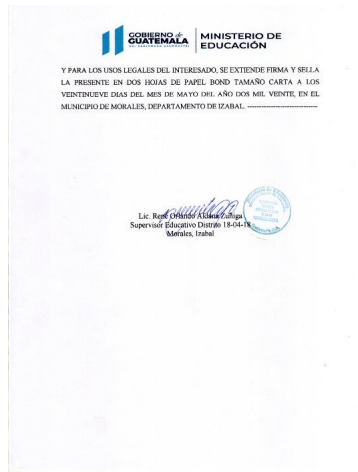 GOBIERNO de
GUATEMALA
MINISTERIO DE
EDUCACIÓN
Y PARA LOS USOS LEGALES DEL INTERESADO, SE EXTIENDE FIRMA Y SELLA
LA PRESENTE EN DOS HOJAS DE PAPEL BOND TAMAÑO CARTA A LOS
VEINTINUEVE DIAS DEL MES DE MAYO DEL AÑO DOS MIL VEINTE, EN EL
MUNICIPIO DE MORALES, DEPARTAMENTO DE IZABAL. -----------------------------
Lic. René Orlando Aldana Zúñiga
Supervisor Educativo Distrito 18-04-18
Morales, Izabal